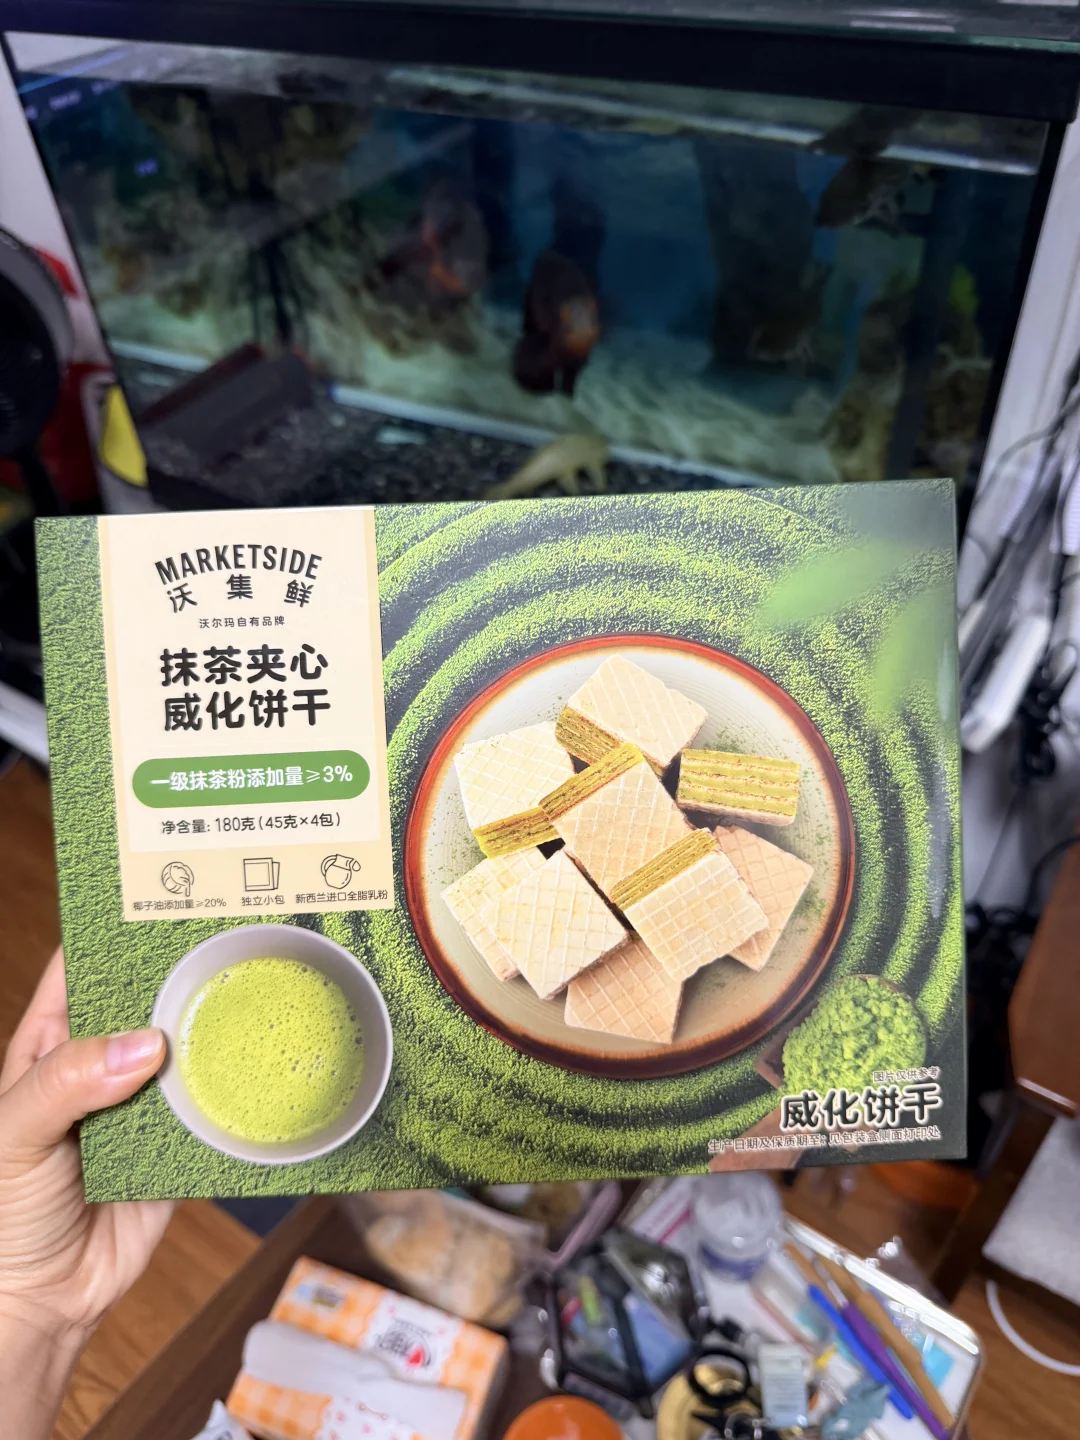 MARKETSIDE
沃集鲜
沃尔玛自有品牌
抹茶夹心
威化饼干
一级抹茶粉添加量≥3%
净含量: 180克(45克×4包)
椰子油添加量≥20%
独立小包
新西兰进口全脂乳粉
图片仅供参考
威化饼干
生产日期及保质期至: 见包装盒侧面打印处